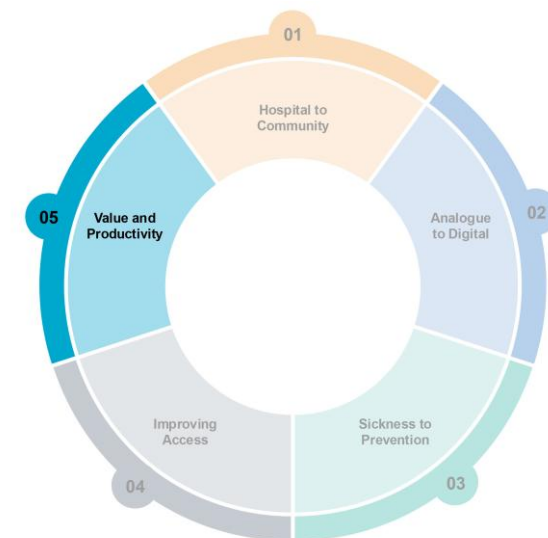 01
Hospital to
Community
02
Analogue
to Digital
03
Sickness to
Prevention
04
Improving
Access
05
Value and
Productivity